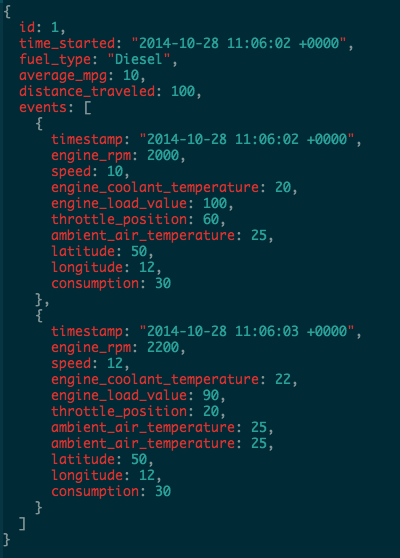 {
  id: 1,
  time_started: "2014-10-28 11:06:02 +0000",
  fuel_type: "Diesel",
  average_mpg: 10,
  distance_traveled: 100,
  events: [
    {
      timestamp: "2014-10-28 11:06:02 +0000",
      engine_rpm: 2000,
      speed: 10,
      engine_coolant_temperature: 20,
      engine_load_value: 100,
      throttle_position: 60,
      ambient_air_temperature: 25,
      latitude: 50,
      longitude: 12,
      consumption: 30
    },
    {
      timestamp: "2014-10-28 11:06:03 +0000",
      engine_rpm: 2200,
      speed: 12,
      engine_coolant_temperature: 22,
      engine_load_value: 90,
      throttle_position: 20,
      ambient_air_temperature: 25,
      ambient_air_temperature: 25,
      latitude: 50,
      longitude: 12,
      consumption: 30
    }
  ]
}